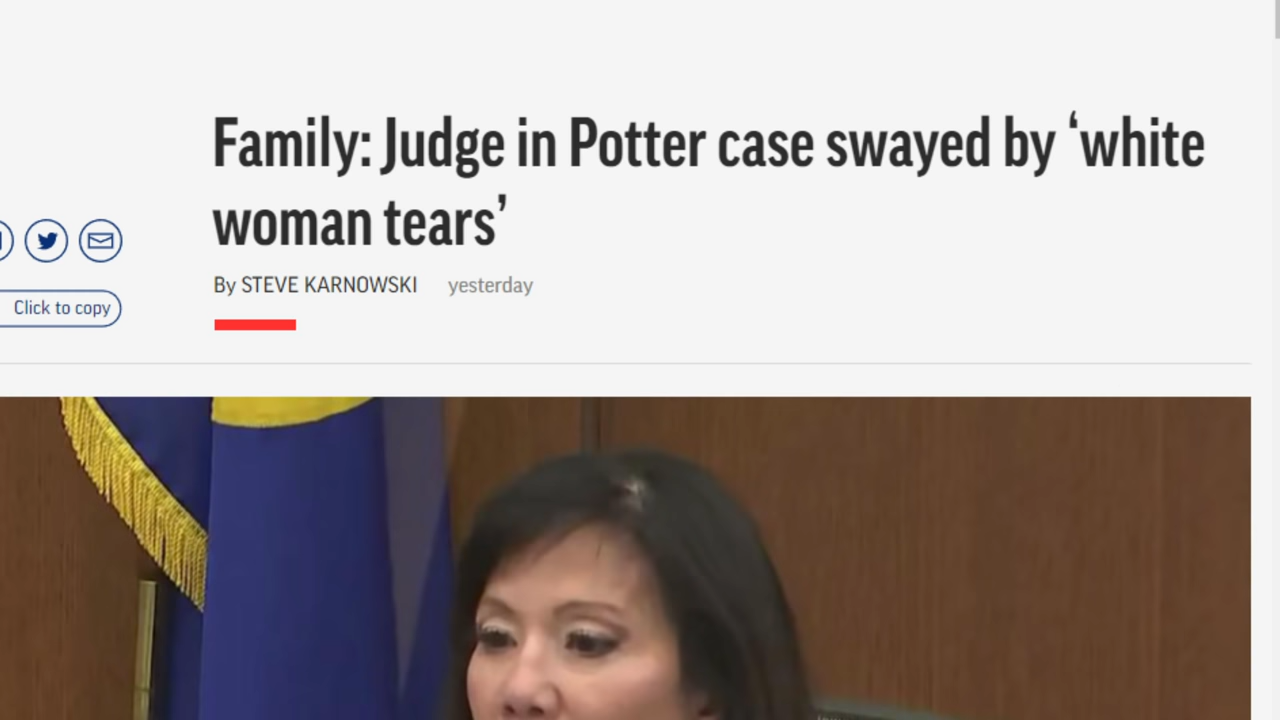 Family: Judge in Potter case swayed by ‘white
woman tears’
By STEVE KARNOWSKI yesterday
Click to copy